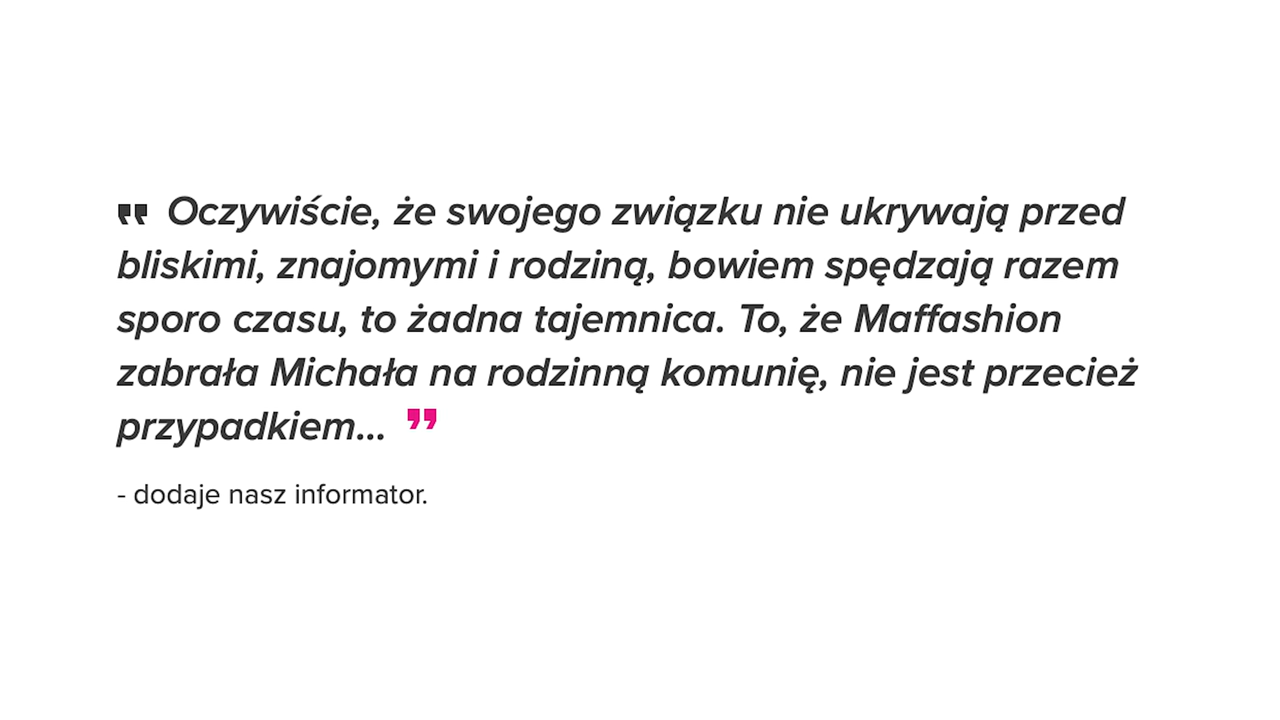 " Oczywiście, że swojego związku nie ukrywają przed
bliskimi, znajomymi i rodziną, bowiem spędzają razem
sporo czasu, to żadna tajemnica. To, że Maffashion
zabrała Michała na rodzinną komunię, nie jest przecież
przypadkiem... "
- dodaje nasz informator.